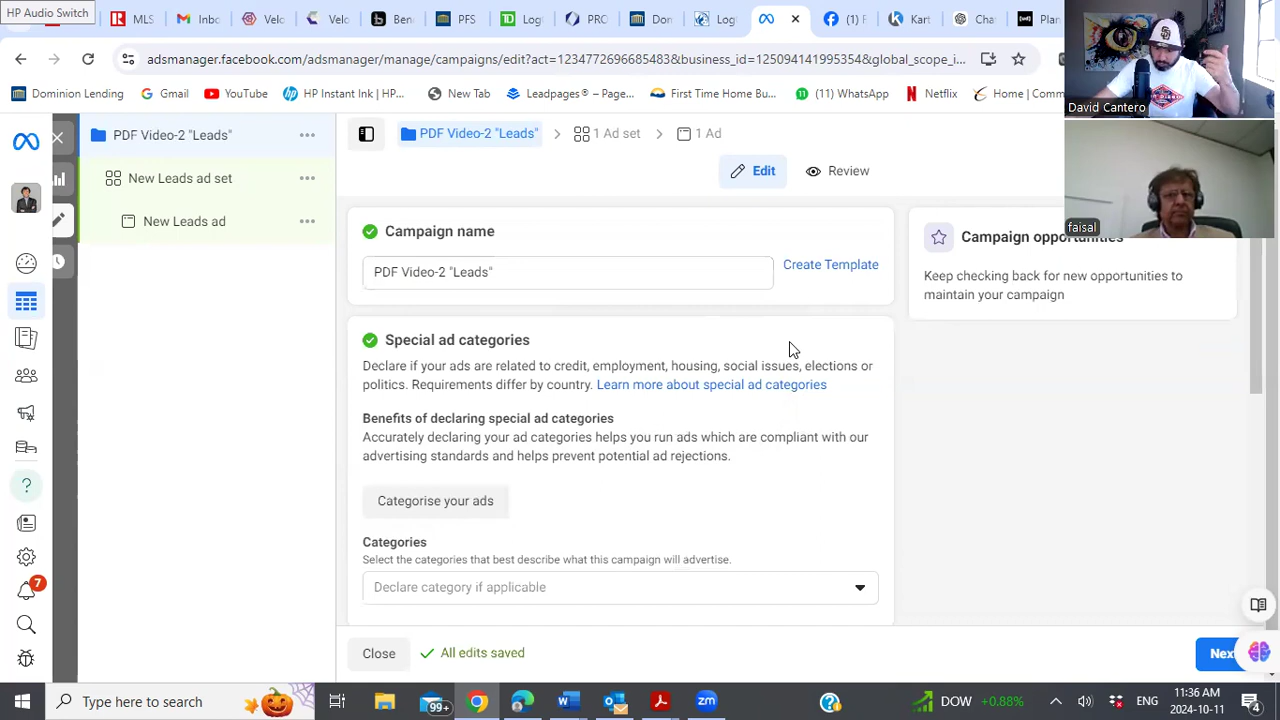 HP Audio Switch
MLS
Inb
Velo
Velo
Ben
PFS
Log
PRO
Don
Logi
(1) F
Kart
Cha
Plan
adsmanager.facebook.com/adsmanager/manage/campaigns/edit?act=1234772696685483&business_id=1250941419955354&global_scope_i...
Dominion Lending
Gmail
YouTube
HP Instant Ink | HP...
New Tab
Leadpages® – Page...
First Time Home Bu...
(11) WhatsApp
Netflix
Home | Comm
David Cantero
faisal
PDF Video-2 "Leads"
New Leads ad set
New Leads ad
PDF Video-2 "Leads"
1 Ad set
1 Ad
Edit
Review
Campaign name
PDF Video-2 "Leads"
Create Template
Special ad categories
Declare if your ads are related to credit, employment, housing, social issues, elections or
politics. Requirements differ by country. Learn more about special ad categories
Benefits of declaring special ad categories
Accurately declaring your ad categories helps you run ads which are compliant with our
advertising standards and helps prevent potential ad rejections.
Categorise your ads
Categories
Select the categories that best describe what this campaign will advertise.
Declare category if applicable
Campaign opportunities
Keep checking back for new opportunities to
maintain your campaign
7
Close
All edits saved
Nex
Type here to search
99+
DOW +0.88%
ENG
11:36 AM
2024-10-11
4